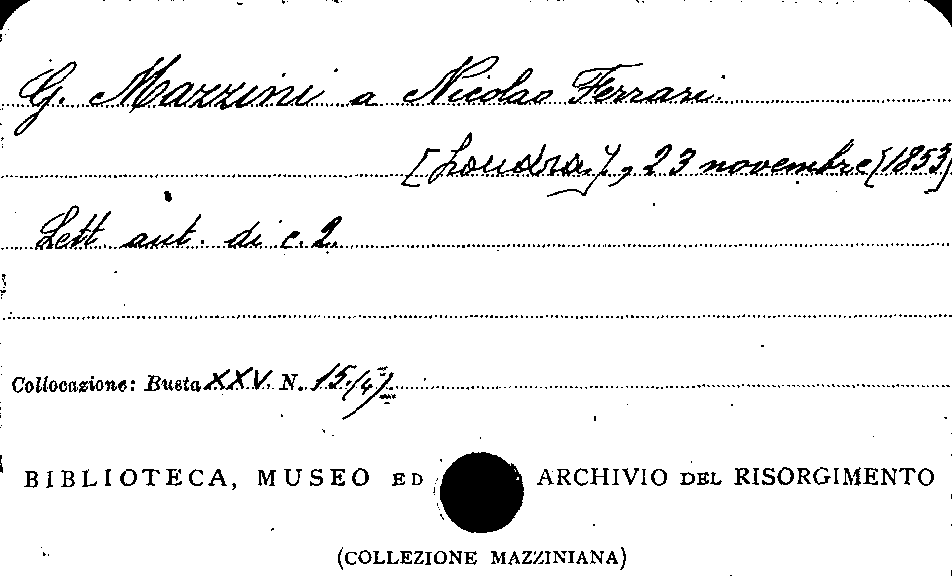 G. Mazzini a Nicolao Ferrari.
[Londra], 23 novembre [1853]
Lett. aut. di c. 2.
Collocazione: Busta XXV. N. 15.
BIBLIOTECA, MUSEO ED ARCHIVIO DEL RISORGIMENTO
(COLLEZIONE MAZZINIANA)